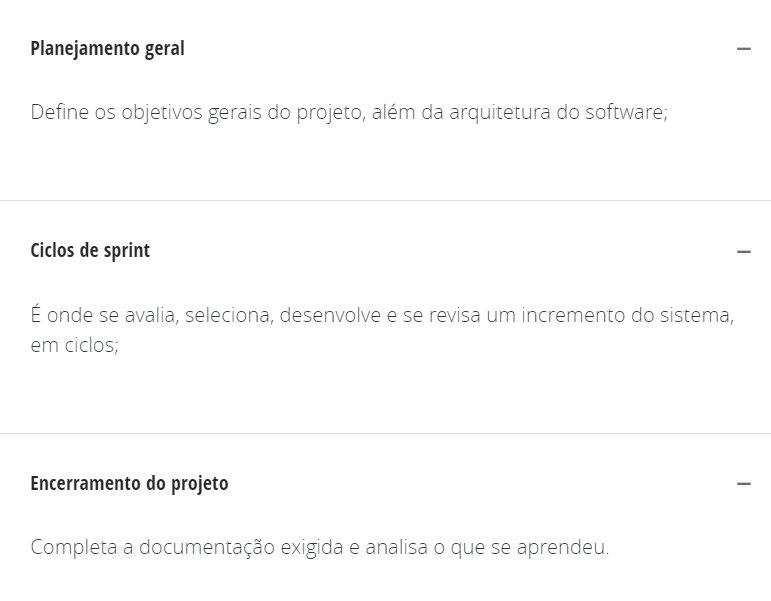 Planejamento geral
Define os objetivos gerais do projeto, além da arquitetura do software;
Ciclos de sprint
É onde se avalia, seleciona, desenvolve e se revisa um incremento do sistema,
em ciclos;
Encerramento do projeto
Completa a documentação exigida e analisa o que se aprendeu.